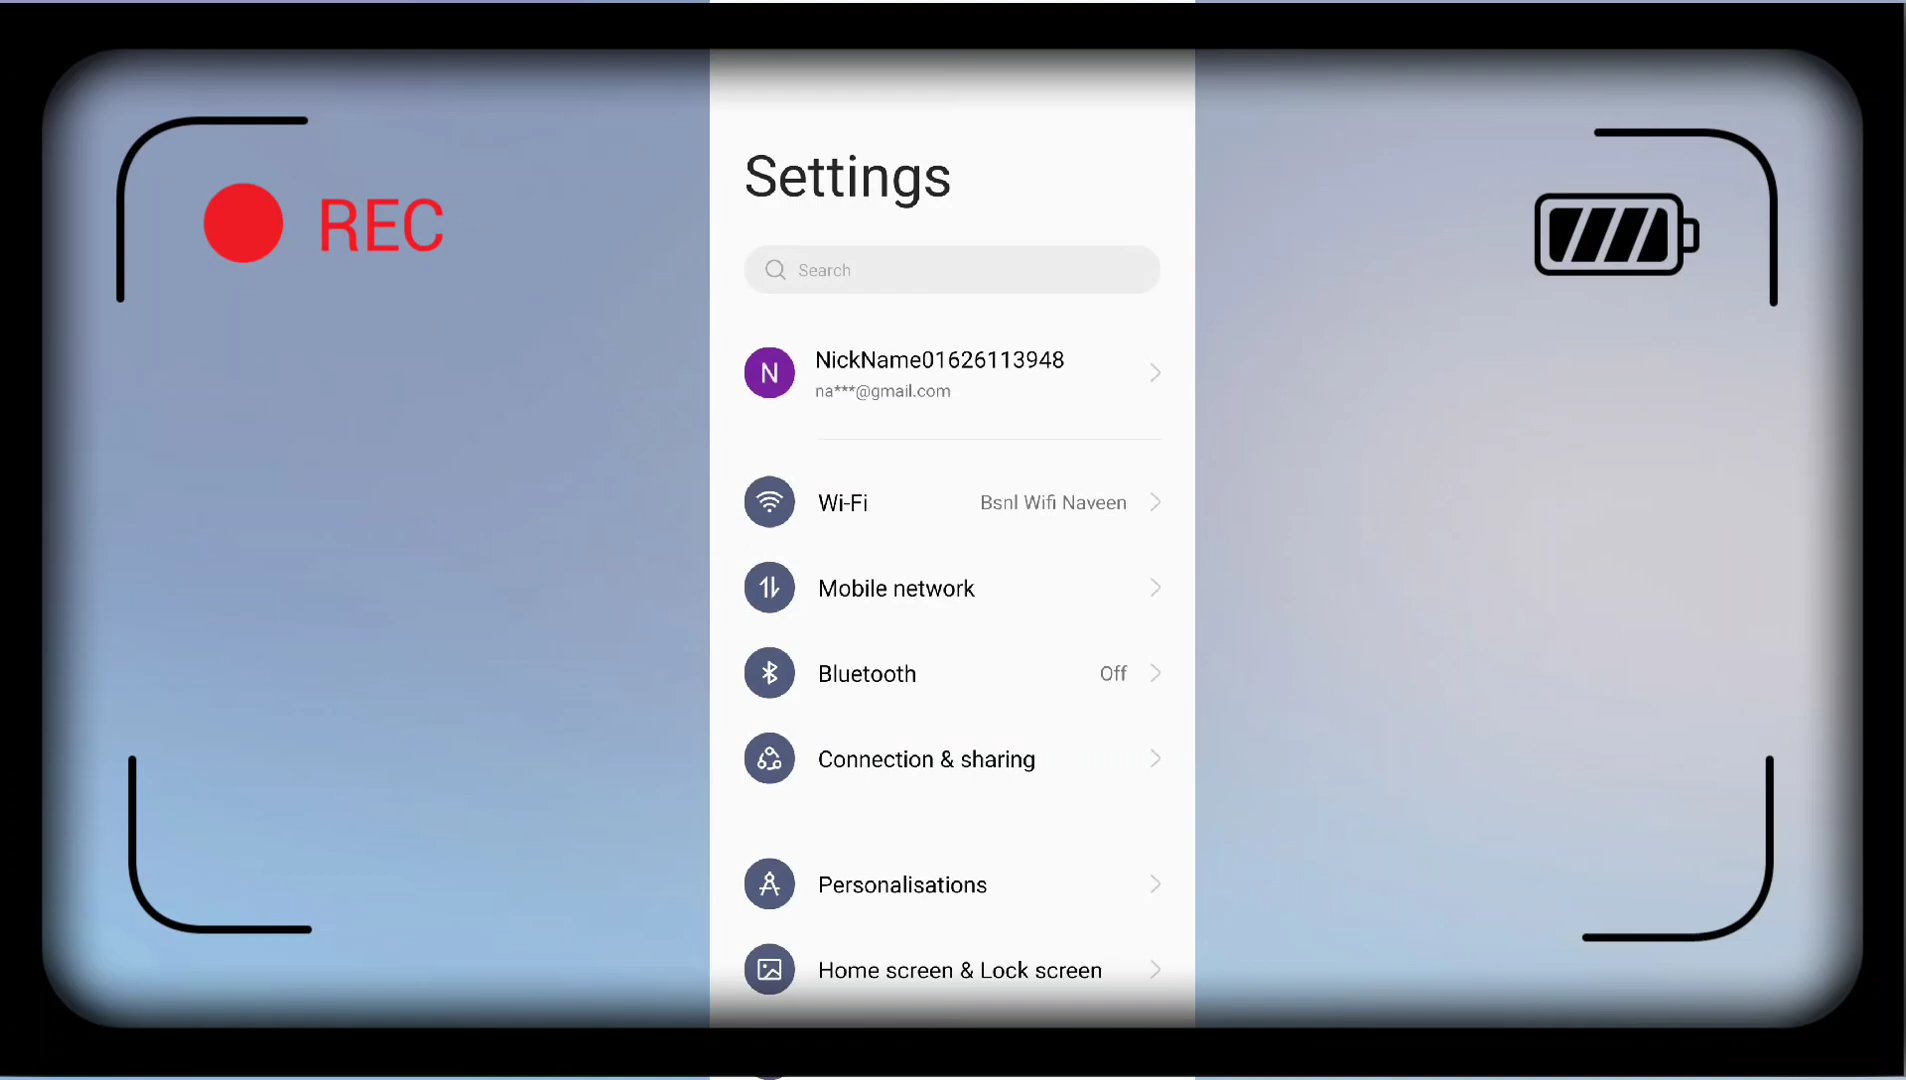 REC
Settings
Search
N
NickName01626113948
na***@gmail.com
Wi-Fi Bsnl Wifi Naveen
Mobile network
Bluetooth Off
Connection & sharing
Personalisations
Home screen & Lock screen